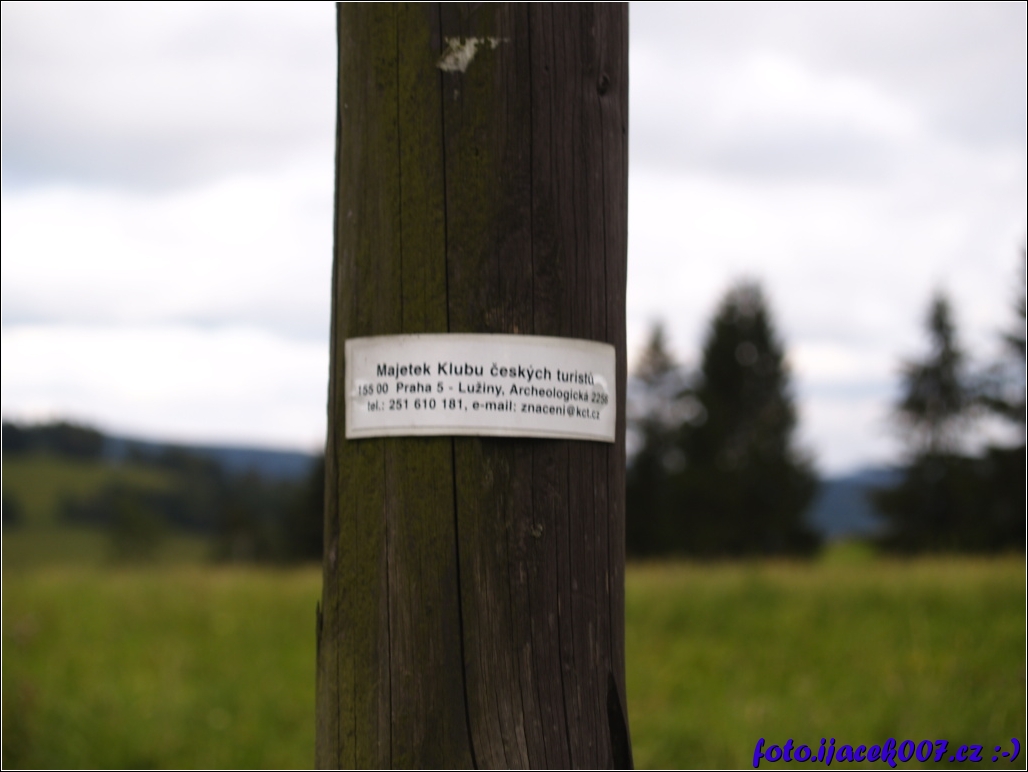 Majetek Klubu českých turistů
155 00 Praha 5 - Lužiny, Archeologická 2256
tel.: 251 610 181, e-mail: znaceni@kct.cz
foto.ijacek007.cz :-)